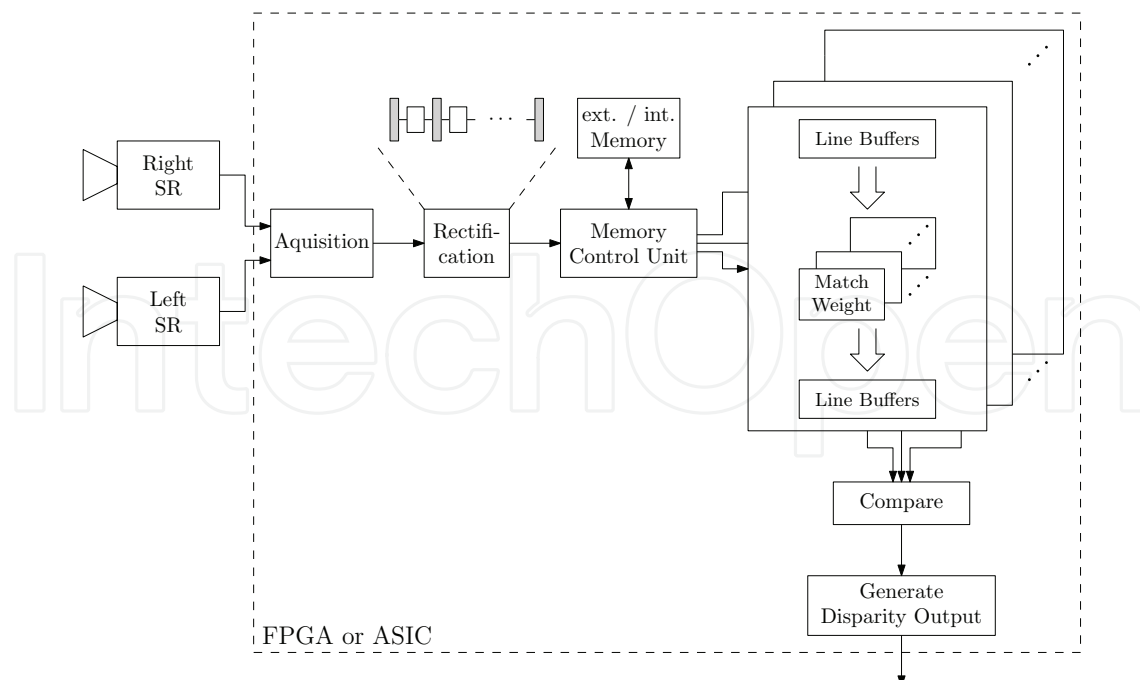 ext. / int.
Memory
Line Buffers
Right
SR
Aquisition
Rectifi-
cation
Memory
Control Unit
Match
Weight
Left
SR
Line Buffers
Compare
Generate
Disparity Output
FPGA or ASIC
IntechOpen